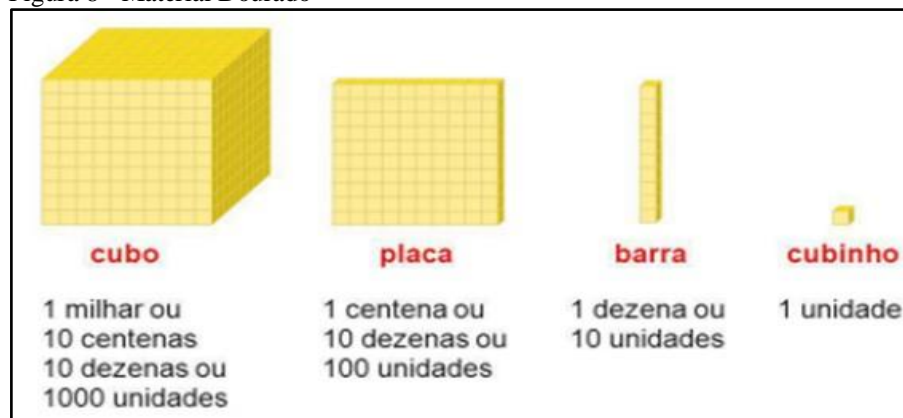 cubo
1 milhar ou
10 centenas
10 dezenas ou
1000 unidades
placa
1 centena ou
10 dezenas ou
100 unidades
barra
1 dezena ou
10 unidades
cubinho
1 unidade